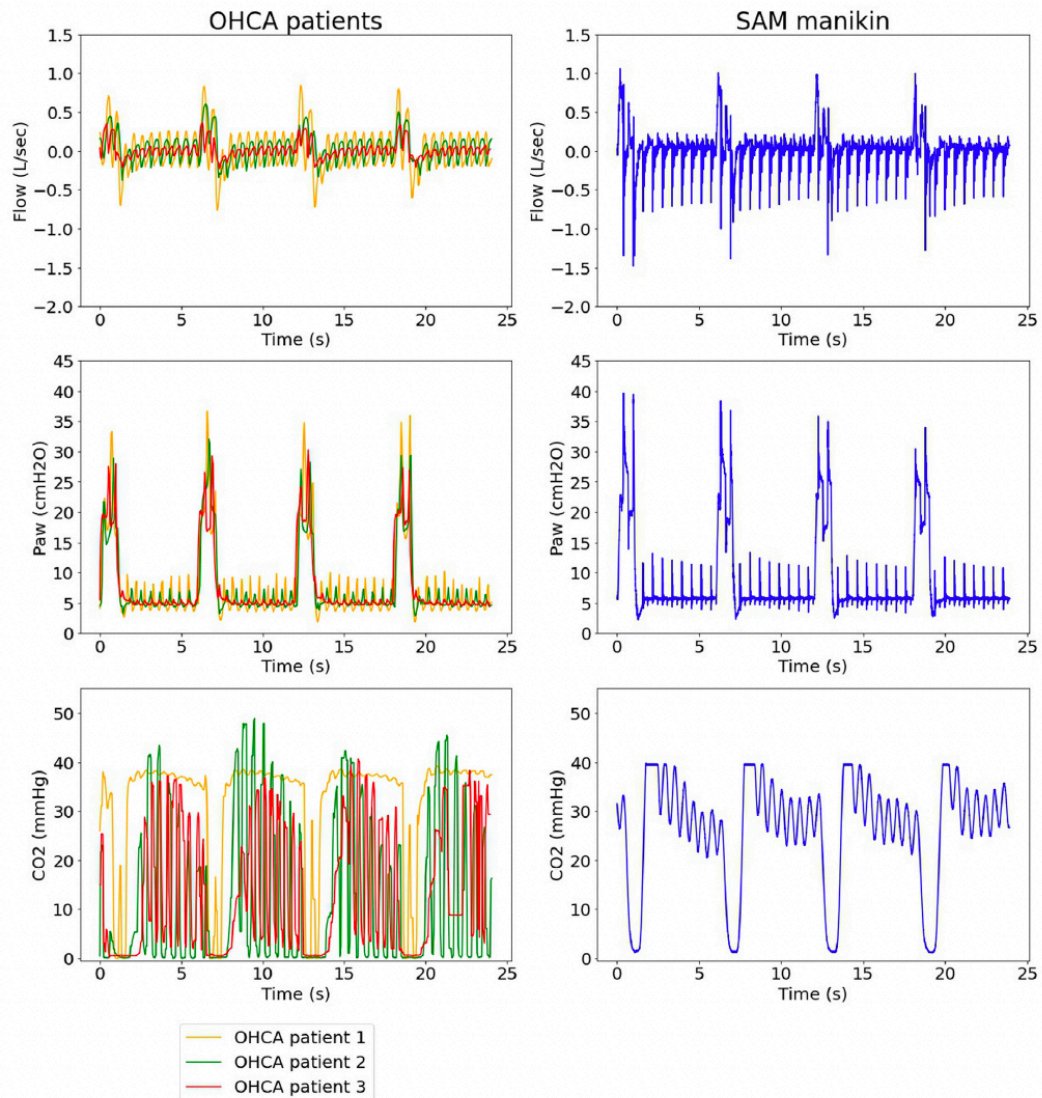 OHCA patients
SAM manikin
1.5
1.0
0.5
0.0
−0.5
−1.0
−1.5
−2.0
Flow (L/sec)
0 5 10 15 20 25
Time (s)
1.5
1.0
0.5
0.0
−0.5
−1.0
−1.5
−2.0
Flow (L/sec)
0 5 10 15 20 25
Time (s)
45
40
35
30
25
20
15
10
5
0
Paw (cmH2O)
0 5 10 15 20 25
Time (s)
45
40
35
30
25
20
15
10
5
0
Paw (cmH2O)
0 5 10 15 20 25
Time (s)
50
40
30
20
10
0
CO2 (mmHg)
0 5 10 15 20 25
Time (s)
50
40
30
20
10
0
CO2 (mmHg)
0 5 10 15 20 25
Time (s)
OHCA patient 1
OHCA patient 2
OHCA patient 3